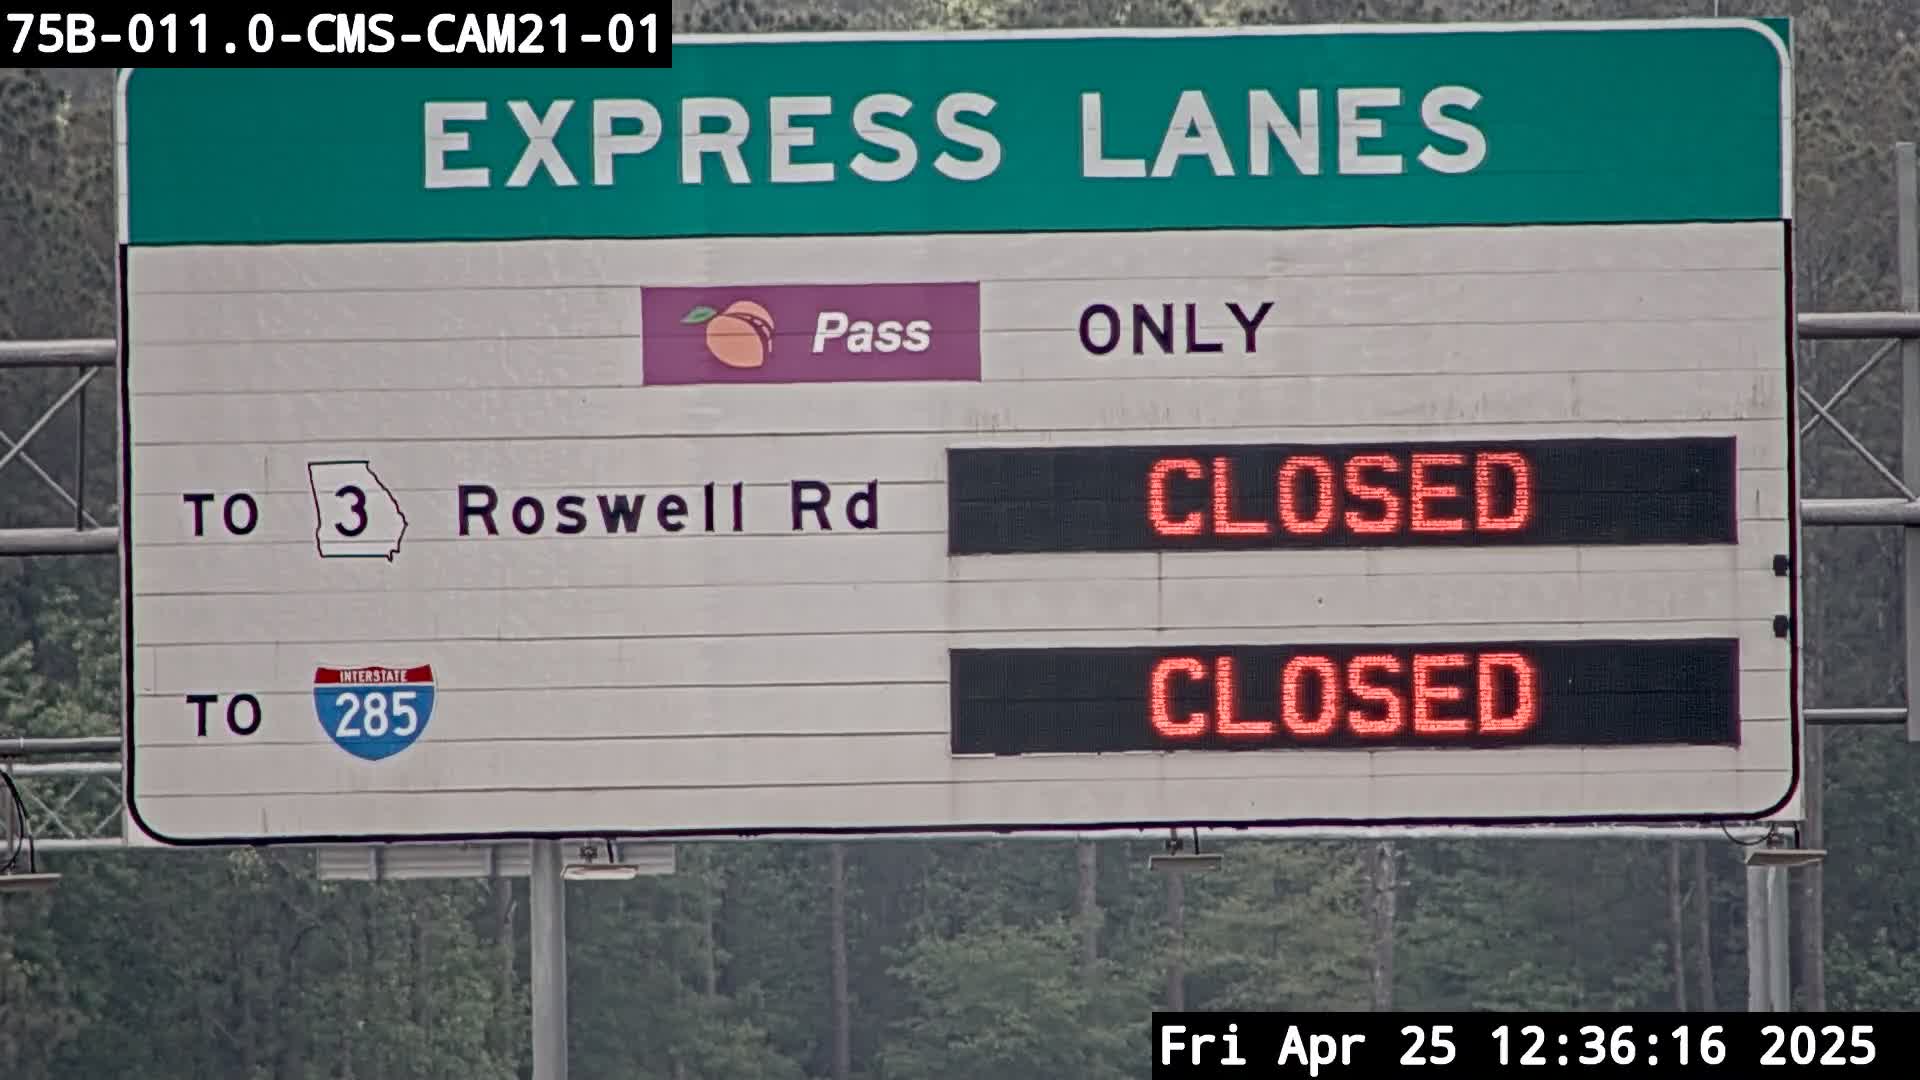 75B-011.0-CMS-CAM21-01
EXPRESS LANES
Pass ONLY
TO 3 Roswell Rd CLOSED
INTERSTATE
TO 285 CLOSED
Fri Apr 25 12:36:16 2025